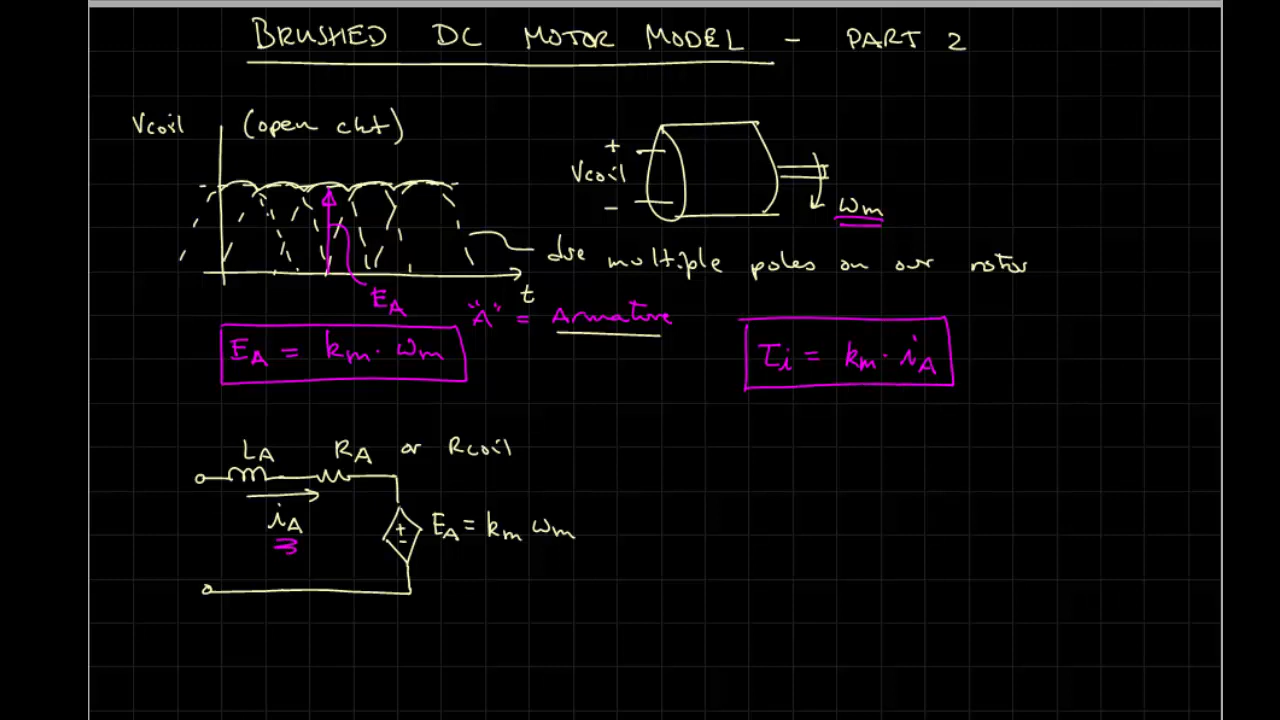 BRUSHED DC MOTOR MODEL - PART 2
Vcoil (open ckt)
+
Vcoil
-
ωm
due multiple poles on our rotor
t
EA
"A" = Armature
EA = km · ωm
τi = km · iA
LA RA or Rcoil
iA
+
-
EA = km ωm